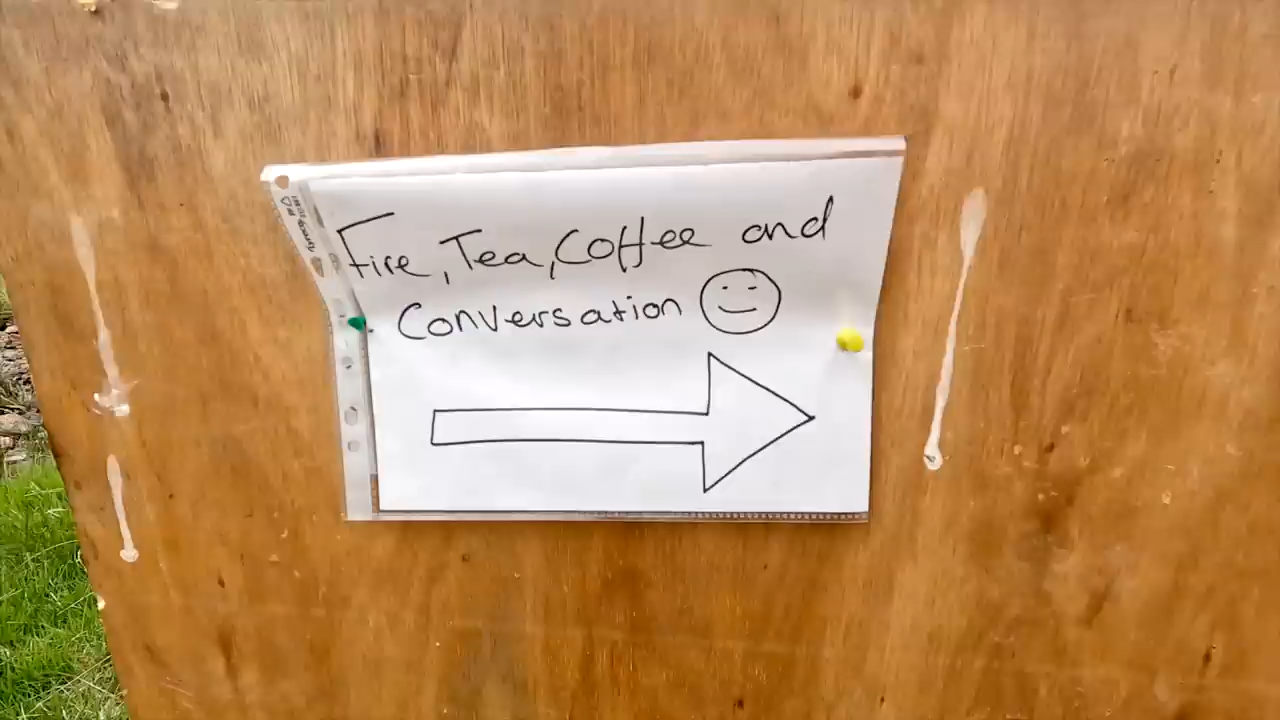 Fire, Tea, Coffee and
Conversation